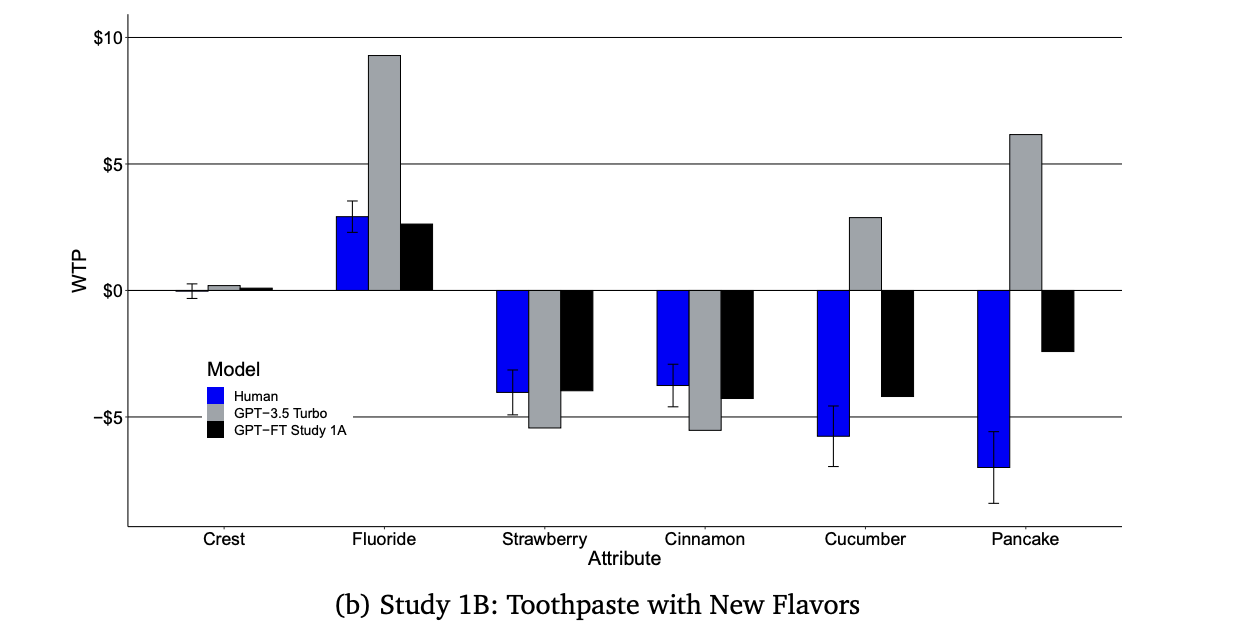 $10
$5
$0
−$5
WTP
Model
Human
GPT−3.5 Turbo
GPT−FT Study 1A
Crest Fluoride Strawberry Cinnamon Cucumber Pancake
Attribute
(b) Study 1B: Toothpaste with New Flavors